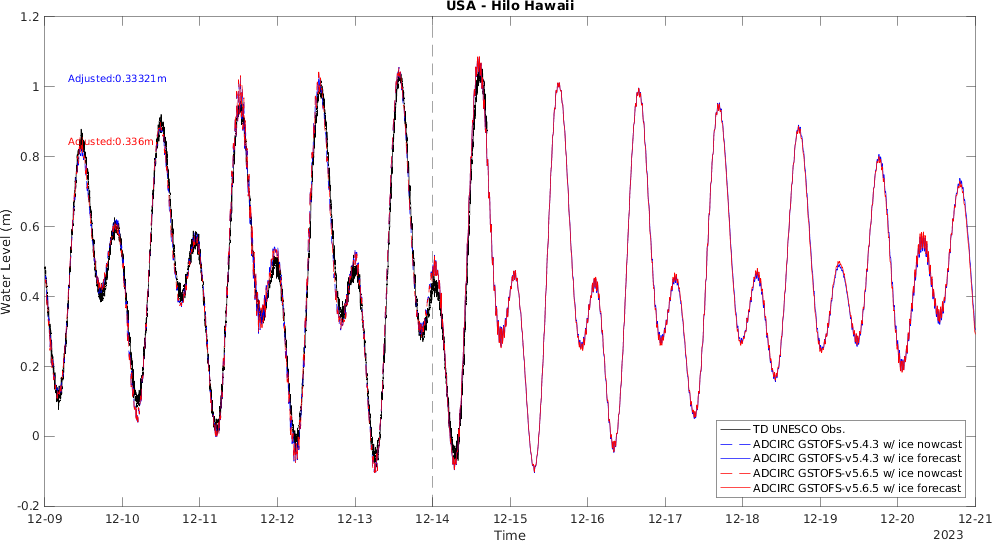 USA - Hilo Hawaii
1.2
1
0.8
0.6
0.4
0.2
0
-0.2
Water Level (m)
Adjusted:0.33321m
Adjusted:0.336m
TD UNESCO Obs.
ADCIRC GSTOFS-v5.4.3 w/ ice nowcast
ADCIRC GSTOFS-v5.4.3 w/ ice forecast
ADCIRC GSTOFS-v5.6.5 w/ ice nowcast
ADCIRC GSTOFS-v5.6.5 w/ ice forecast
12-09 12-10 12-11 12-12 12-13 12-14 12-15 12-16 12-17 12-18 12-19 12-20 12-21
Time
2023